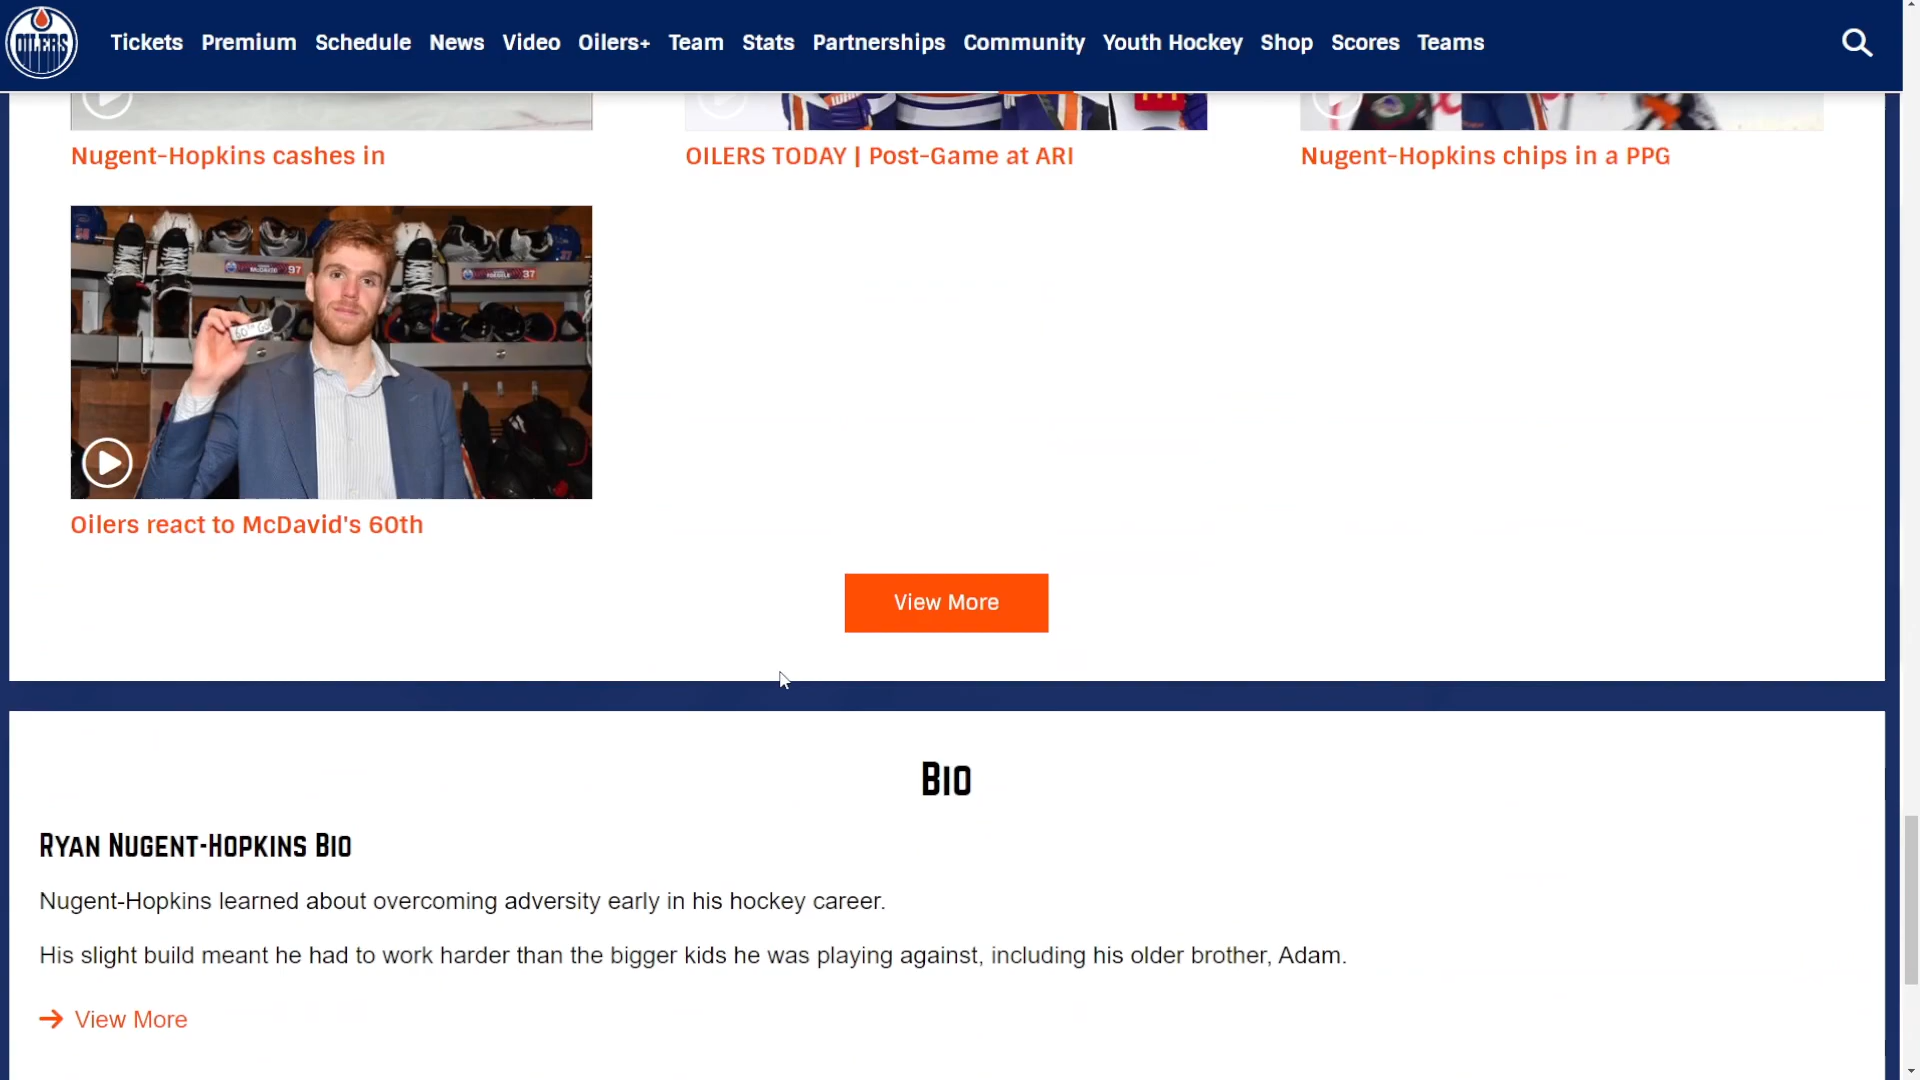 OILERS
Tickets Premium Schedule News Video Oilers+ Team Stats Partnerships Community Youth Hockey Shop Scores Teams
Nugent-Hopkins cashes in
OILERS TODAY | Post-Game at ARI
Nugent-Hopkins chips in a PPG
McDAVID 97
37
60TH
Oilers react to McDavid's 60th
View More
BIO
RYAN NUGENT-HOPKINS BIO
Nugent-Hopkins learned about overcoming adversity early in his hockey career.
His slight build meant he had to work harder than the bigger kids he was playing against, including his older brother, Adam.
View More